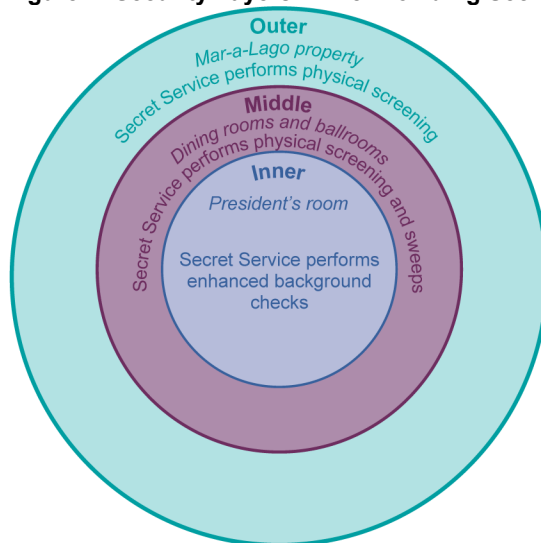 Outer
Mar-a-Lago property
Secret Service performs physical screening
Middle
Dining rooms and ballrooms
Secret Service performs physical screening and sweeps
Inner
President's room
Secret Service performs
enhanced background
checks